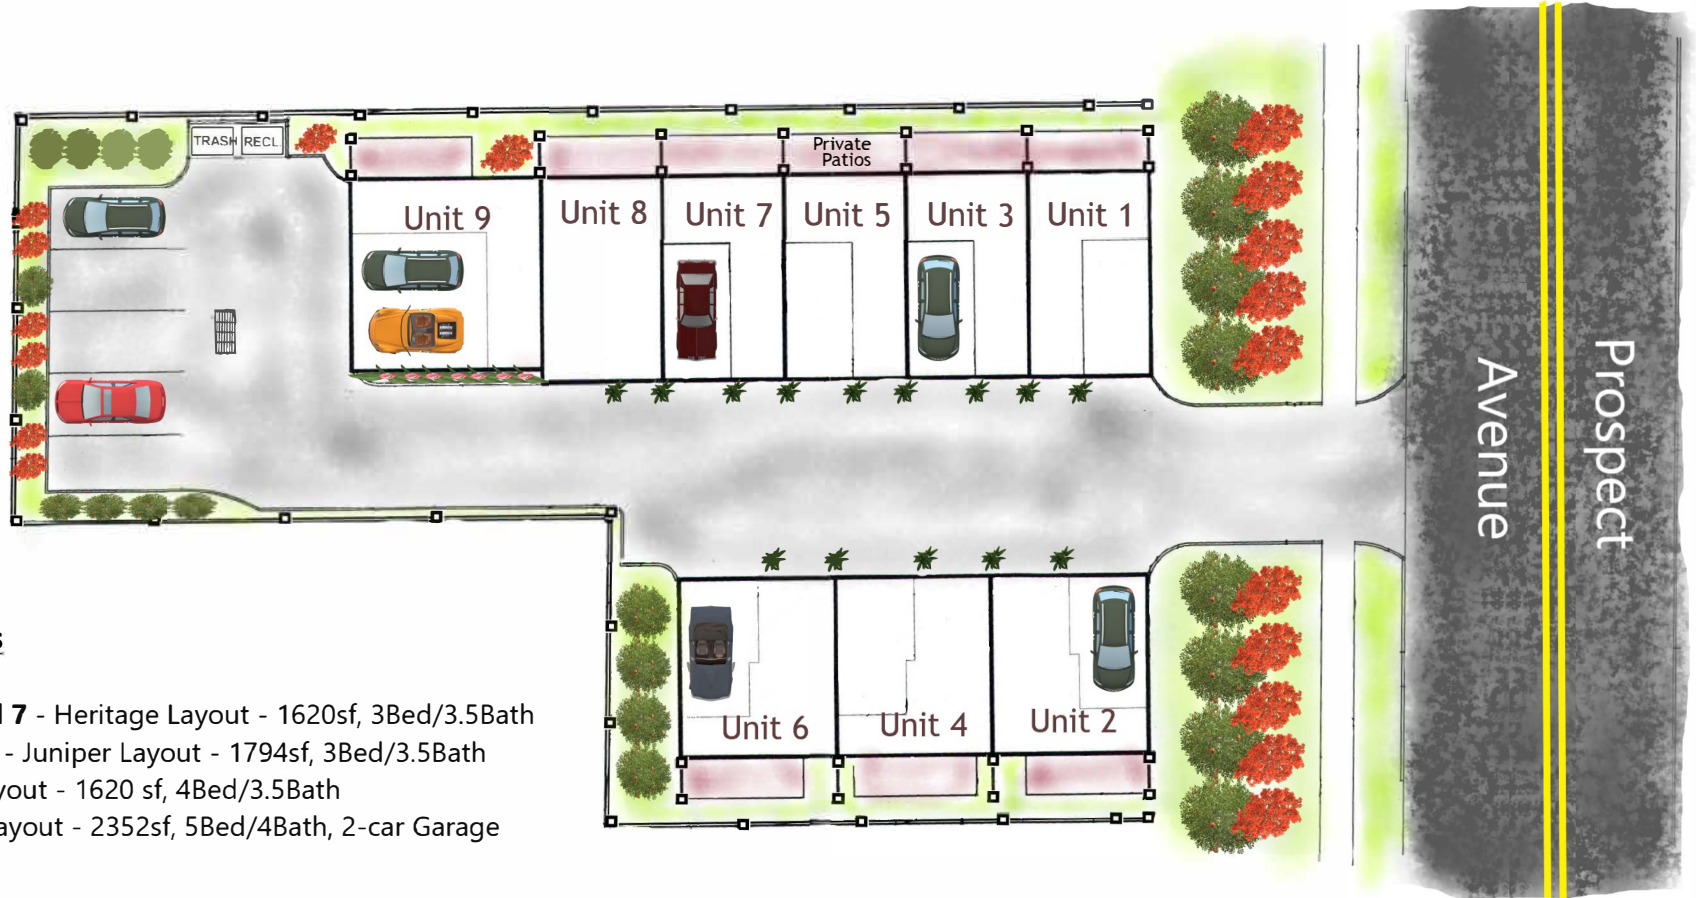 TRASH RECL.
Private
Patios
Unit 9
Unit 8
Unit 7
Unit 5
Unit 3
Unit 1
Prospect
Avenue
Unit 6
Unit 4
Unit 2
7 - Heritage Layout - 1620sf, 3Bed/3.5Bath
- Juniper Layout - 1794sf, 3Bed/3.5Bath
yout - 1620 sf, 4Bed/3.5Bath
ayout - 2352sf, 5Bed/4Bath, 2-car Garage